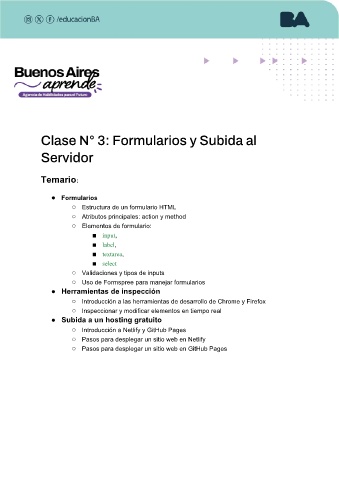 /educacionBA
BA
Buenos Aires
aprende
Agencia de Habilidades para el Futuro
Clase N° 3: Formularios y Subida al
Servidor
Temario:
● Formularios
○ Estructura de un formulario HTML
○ Atributos principales: action y method
○ Elementos de formulario:
■ input,
■ label,
■ textarea,
■ select
○ Validaciones y tipos de inputs
○ Uso de Formspree para manejar formularios
● Herramientas de inspección
○ Introducción a las herramientas de desarrollo de Chrome y Firefox
○ Inspeccionar y modificar elementos en tiempo real
● Subida a un hosting gratuito
○ Introducción a Netlify y GitHub Pages
○ Pasos para desplegar un sitio web en Netlify
○ Pasos para desplegar un sitio web en GitHub Pages